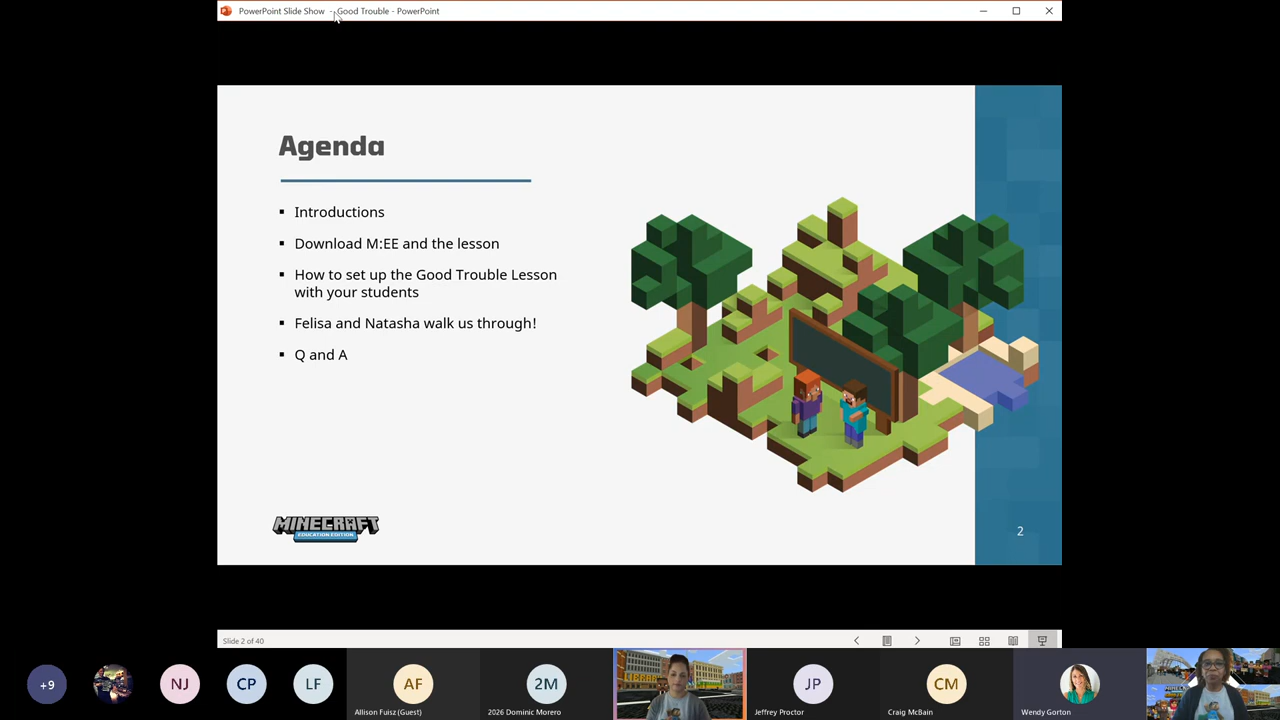 PowerPoint Slide Show - Good Trouble - PowerPoint
Agenda
▪ Introductions
▪ Download M:EE and the lesson
▪ How to set up the Good Trouble Lesson
with your students
▪ Felisa and Natasha walk us through!
▪ Q and A
MINECRAFT
EDUCATION EDITION
2
Slide 2 of 40
+9
NJ
CP
LF
AF
Allison Fuisz (Guest)
2M
2026 Dominic Morero
JP
Jeffrey Proctor
CM
Craig McBain
Wendy Gorton